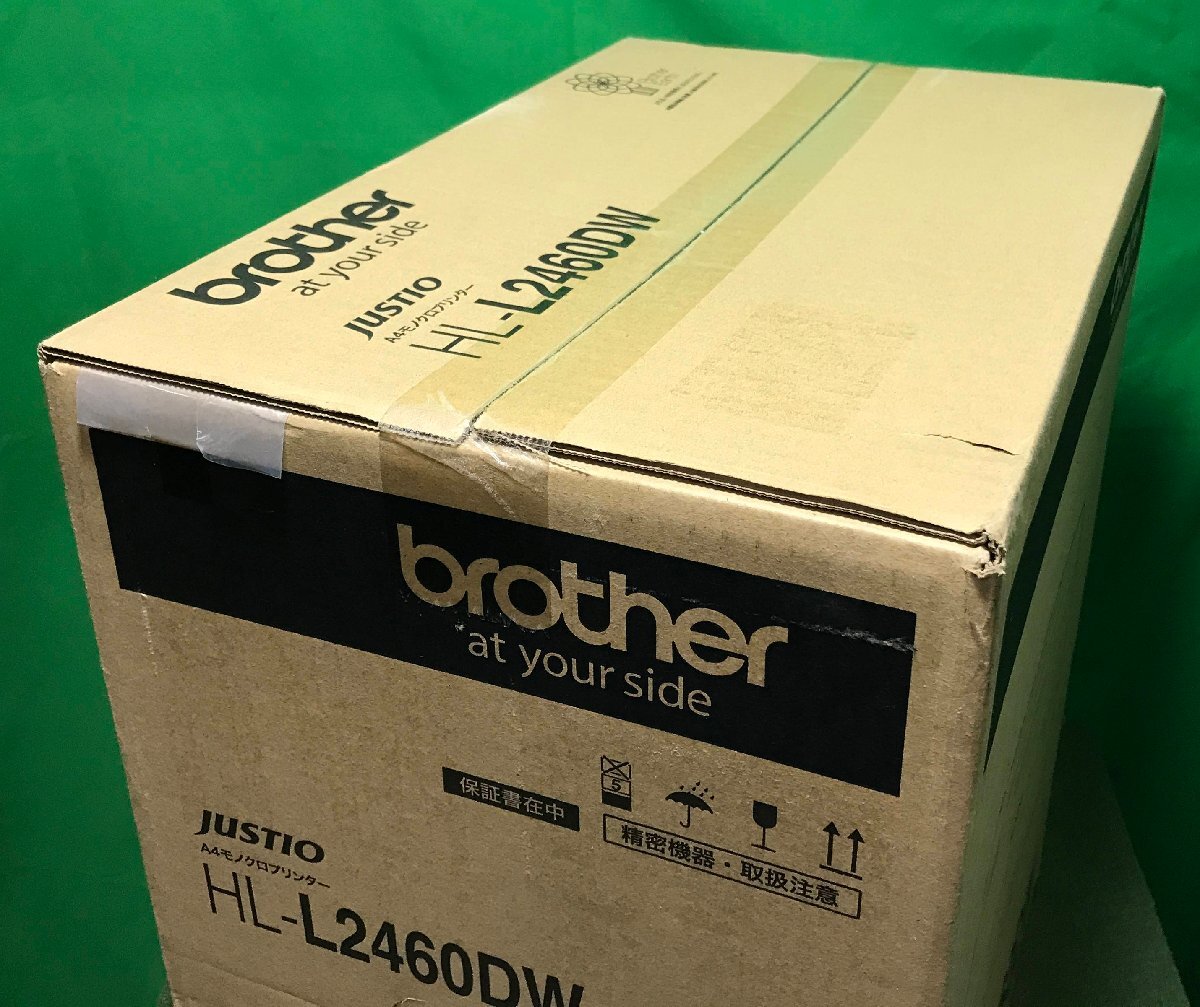 brother
at your side
JUSTIO
A4モノクロプリンター
HL-L2460DW
brother
at your side
保証書在中
5
精密機器・取扱注意
JUSTIO
A4モノクロプリンター
HL-L2460DW